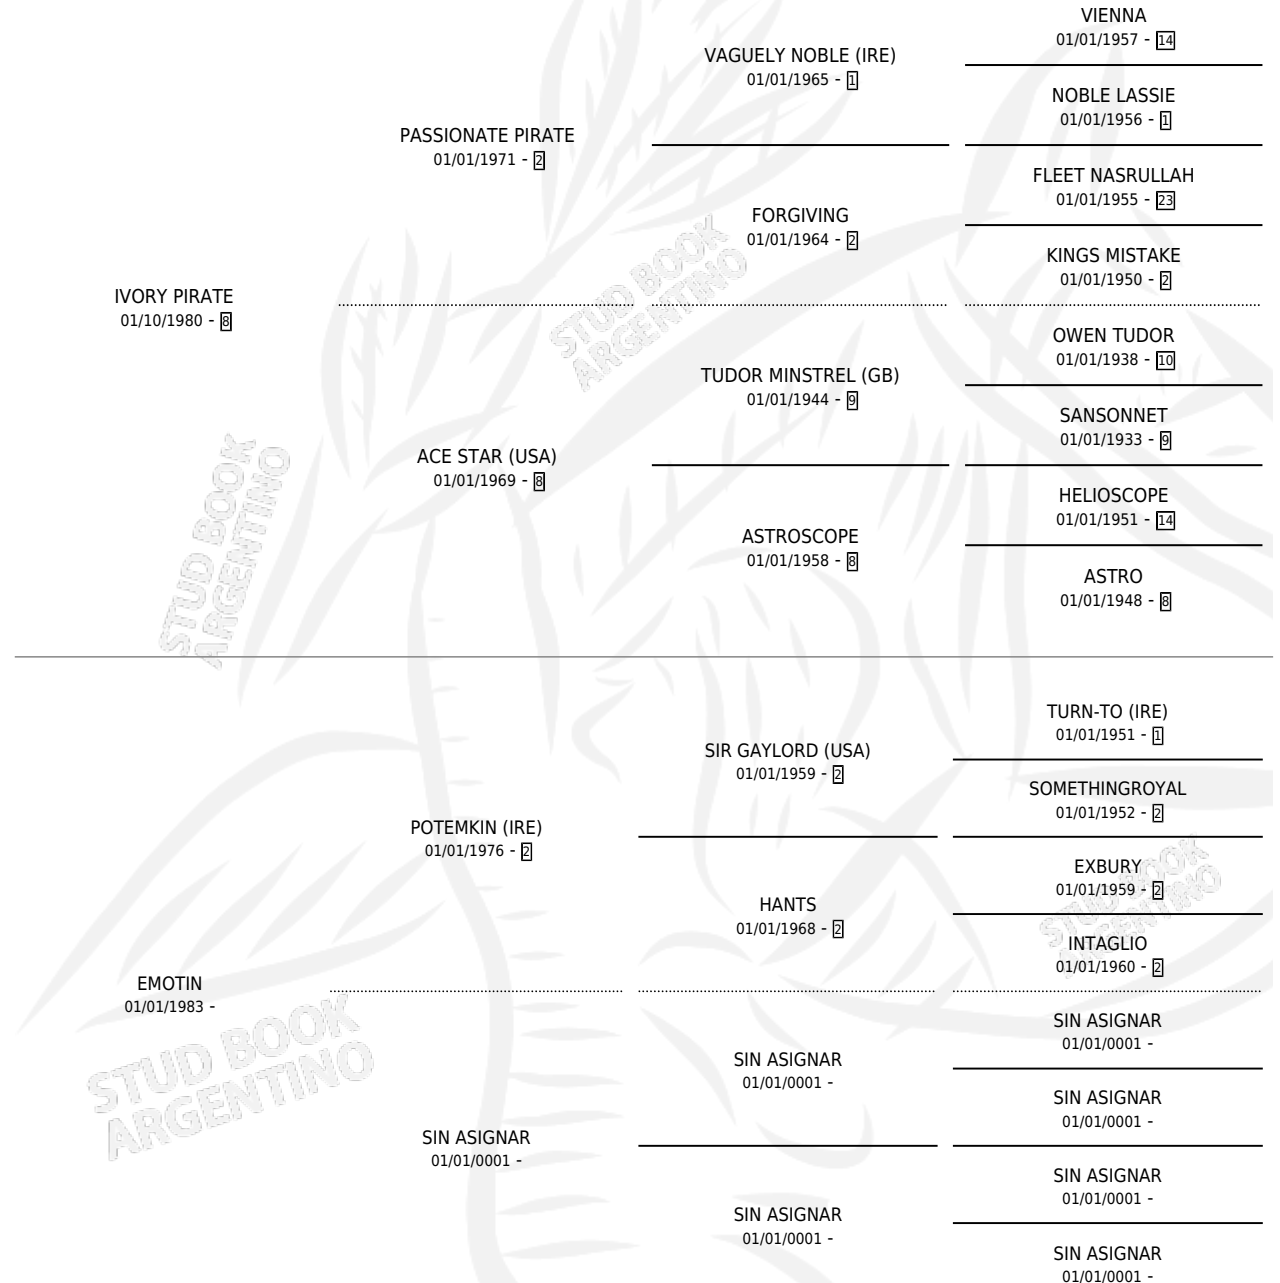 VIENNA
01/01/1957 - 14
VAGUELY NOBLE (IRE)
01/01/1965 - 1
NOBLE LASSIE
01/01/1956 - 1
PASSIONATE PIRATE
01/01/1971 - 2
FLEET NASRULLAH
01/01/1955 - 23
FORGIVING
01/01/1964 - 2
KINGS MISTAKE
01/01/1950 - 2
IVORY PIRATE
01/10/1980 - 8
STUD BOOK
ARGENTINO
OWEN TUDOR
01/01/1938 - 10
TUDOR MINSTREL (GB)
01/01/1944 - 9
SANSONNET
01/01/1933 - 9
ACE STAR (USA)
01/01/1969 - 8
HELIOSCOPE
01/01/1951 - 14
ASTROSCOPE
01/01/1958 - 8
ASTRO
01/01/1948 - 8
STUD BOOK
ARGENTINO
TURN-TO (IRE)
01/01/1951 - 1
SIR GAYLORD (USA)
01/01/1959 - 2
SOMETHINGROYAL
01/01/1952 - 2
POTEMKIN (IRE)
01/01/1976 - 2
EXBURY
01/01/1959 - 2
HANTS
01/01/1968 - 2
INTAGLIO
01/01/1960 - 2
STUD BOOK
ARGENTINO
EMOTIN
01/01/1983 -
STUD BOOK
ARGENTINO
SIN ASIGNAR
01/01/0001 -
SIN ASIGNAR
01/01/0001 -
SIN ASIGNAR
01/01/0001 -
SIN ASIGNAR
01/01/0001 -
SIN ASIGNAR
01/01/0001 -
SIN ASIGNAR
01/01/0001 -
SIN ASIGNAR
01/01/0001 -